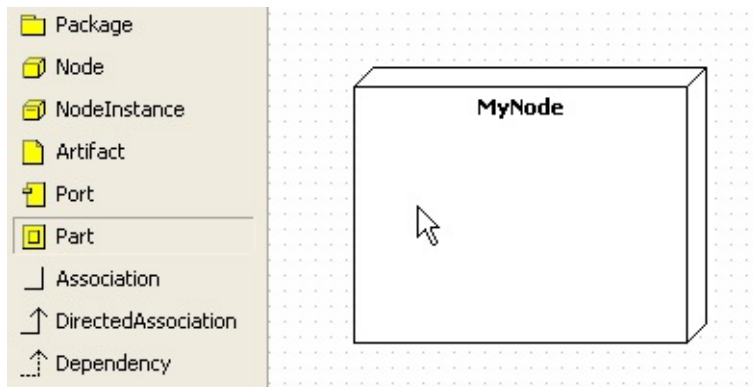 Package
Node
NodeInstance
Artifact
Port
Part
Association
DirectedAssociation
Dependency
MyNode